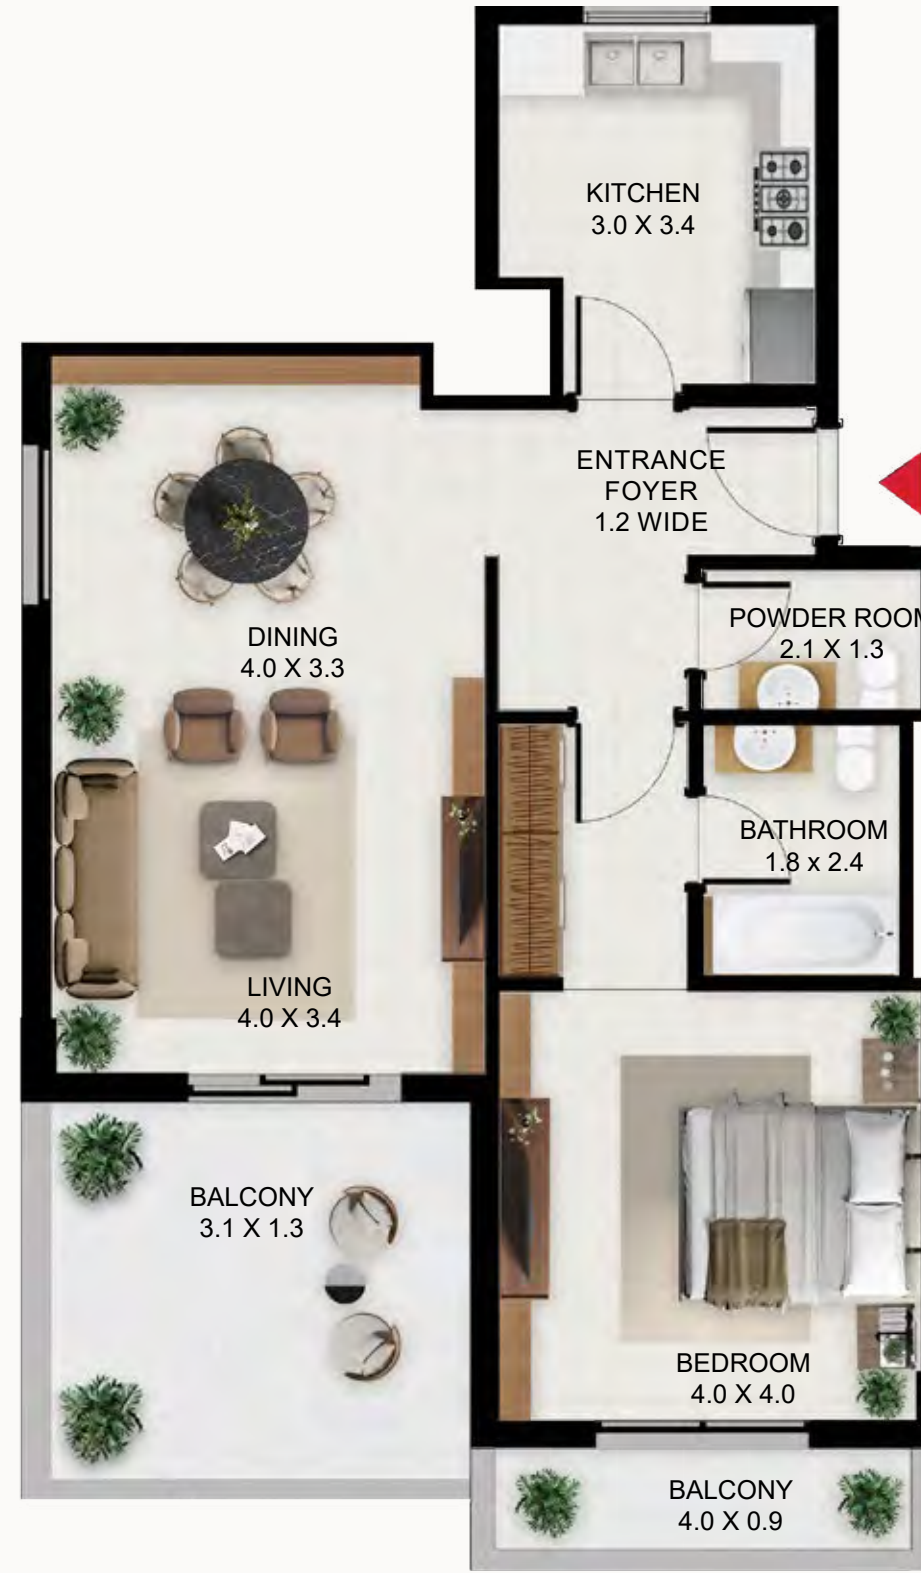 KITCHEN
3.0 X 3.4
ENTRANCE
FOYER
1.2 WIDE
POWDER ROOM
2.1 X 1.3
DINING
4.0 X 3.3
BATHROOM
1.8 x 2.4
LIVING
4.0 X 3.4
BALCONY
3.1 X 1.3
BEDROOM
4.0 X 4.0
BALCONY
4.0 X 0.9